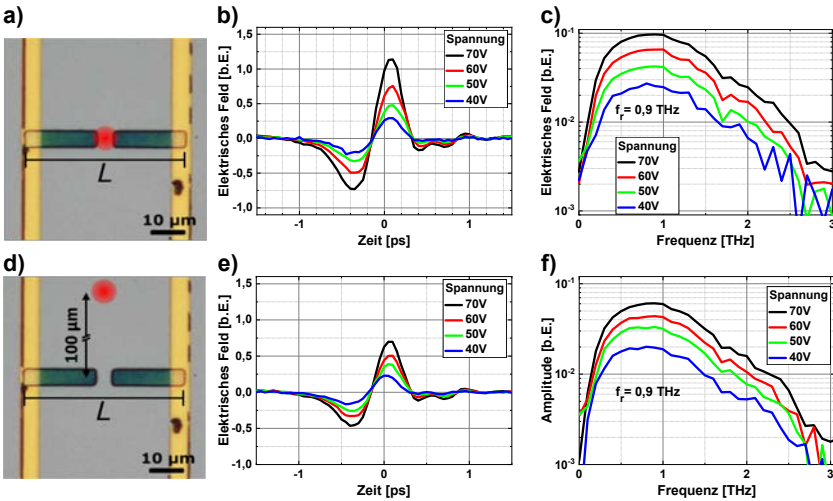 a)
L
10 µm
b)
Elektrisches Feld [b.E.]
1,5
1,0
0,5
0,0
-0,5
-1,0
Spannung
70V
60V
50V
40V
-1
0
1
Zeit [ps]
c)
Elektrisches Feld [b.E.]
10⁻¹
10⁻²
10⁻³
fᵣ= 0,9 THz
Spannung
70V
60V
50V
40V
0
1
2
3
Frequenz [THz]
d)
100 µm
L
10 µm
e)
Elektrisches Feld [b.E.]
1,5
1,0
0,5
0,0
-0,5
-1,0
Spannung
70V
60V
50V
40V
-1
0
1
Zeit [ps]
f)
Amplitude [b.E.]
10⁻¹
10⁻²
10⁻³
Spannung
70V
60V
50V
40V
fᵣ= 0,9 THz
0
1
2
3
Frequenz [THz]